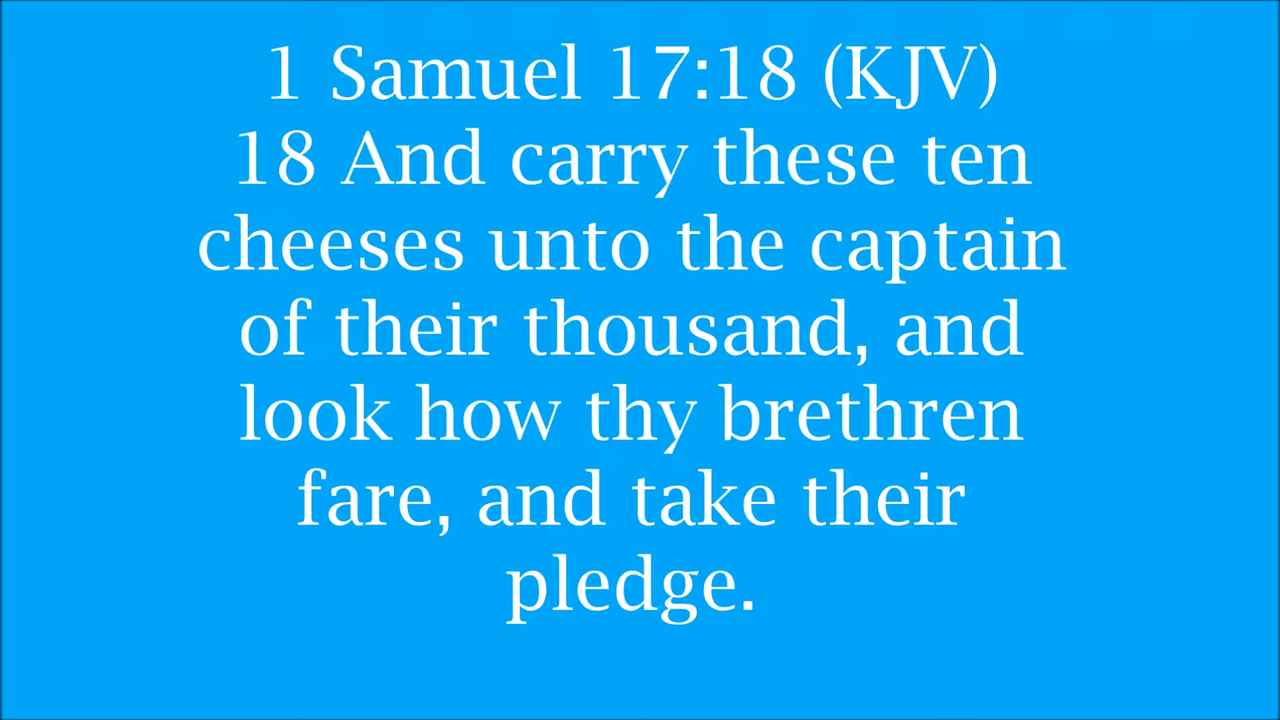 1 Samuel 17:18 (KJV)
18 And carry these ten
cheeses unto the captain
of their thousand, and
look how thy brethren
fare, and take their
pledge.